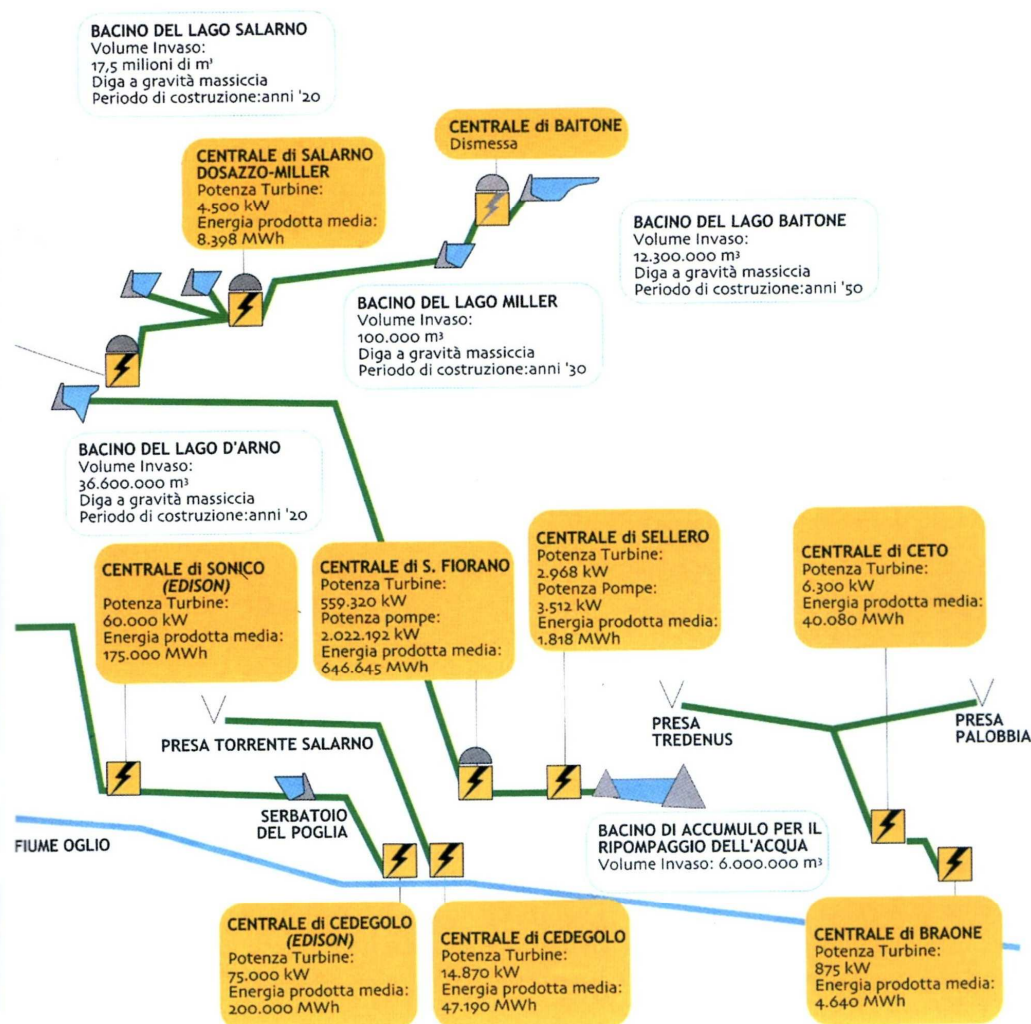 BACINO DEL LAGO SALARNO
Volume Invaso:
17,5 milioni di m³
Diga a gravità massiccia
Periodo di costruzione:anni '20
CENTRALE di BAITONE
Dismessa
CENTRALE di SALARNO
DOSAZZO-MILLER
Potenza Turbine:
4.500 kW
Energia prodotta media:
8.398 MWh
BACINO DEL LAGO BAITONE
Volume Invaso:
12.300.000 m³
Diga a gravità massiccia
Periodo di costruzione:anni '50
BACINO DEL LAGO MILLER
Volume Invaso:
100.000 m³
Diga a gravità massiccia
Periodo di costruzione:anni '30
BACINO DEL LAGO D'ARNO
Volume Invaso:
36.600.000 m³
Diga a gravità massiccia
Periodo di costruzione:anni '20
CENTRALE di SONICO
(EDISON)
Potenza Turbine:
60.000 kW
Energia prodotta media:
175.000 MWh
CENTRALE di S. FIORANO
Potenza Turbine:
559.320 kW
Potenza pompe:
2.022.192 kW
Energia prodotta media:
646.645 MWh
CENTRALE di SELLERO
Potenza Turbine:
2.968 kW
Potenza Pompe:
3.512 kW
Energia prodotta media:
1.818 MWh
CENTRALE di CETO
Potenza Turbine:
6.300 kW
Energia prodotta media:
40.080 MWh
PRESA TORRENTE SALARNO
PRESA
TREDENUS
PRESA
PALOBBIA
SERBATOIO
DEL POGLIA
FIUME OGLIO
BACINO DI ACCUMULO PER IL
RIPOMPAGGIO DELL'ACQUA
Volume Invaso: 6.000.000 m³
CENTRALE di CEDEGOLO
(EDISON)
Potenza Turbine:
75.000 kW
Energia prodotta media:
200.000 MWh
CENTRALE di CEDEGOLO
Potenza Turbine:
14.870 kW
Energia prodotta media:
47.190 MWh
CENTRALE di BRAONE
Potenza Turbine:
875 kW
Energia prodotta media:
4.640 MWh